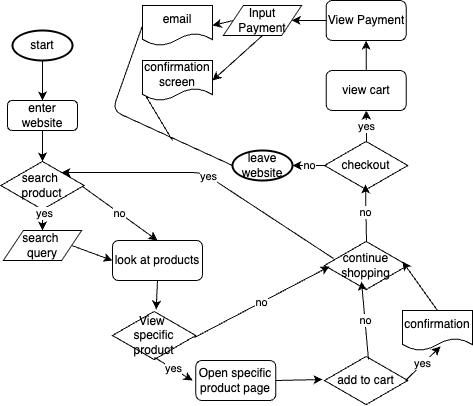 start
enter
website
search
product
yes
no
search
query
look at products
View
specific
product
yes
no
Open specific
product page
add to cart
yes
no
confirmation
continue
shopping
yes
no
checkout
no
yes
leave
website
view cart
View Payment
Input
Payment
email
confirmation
screen